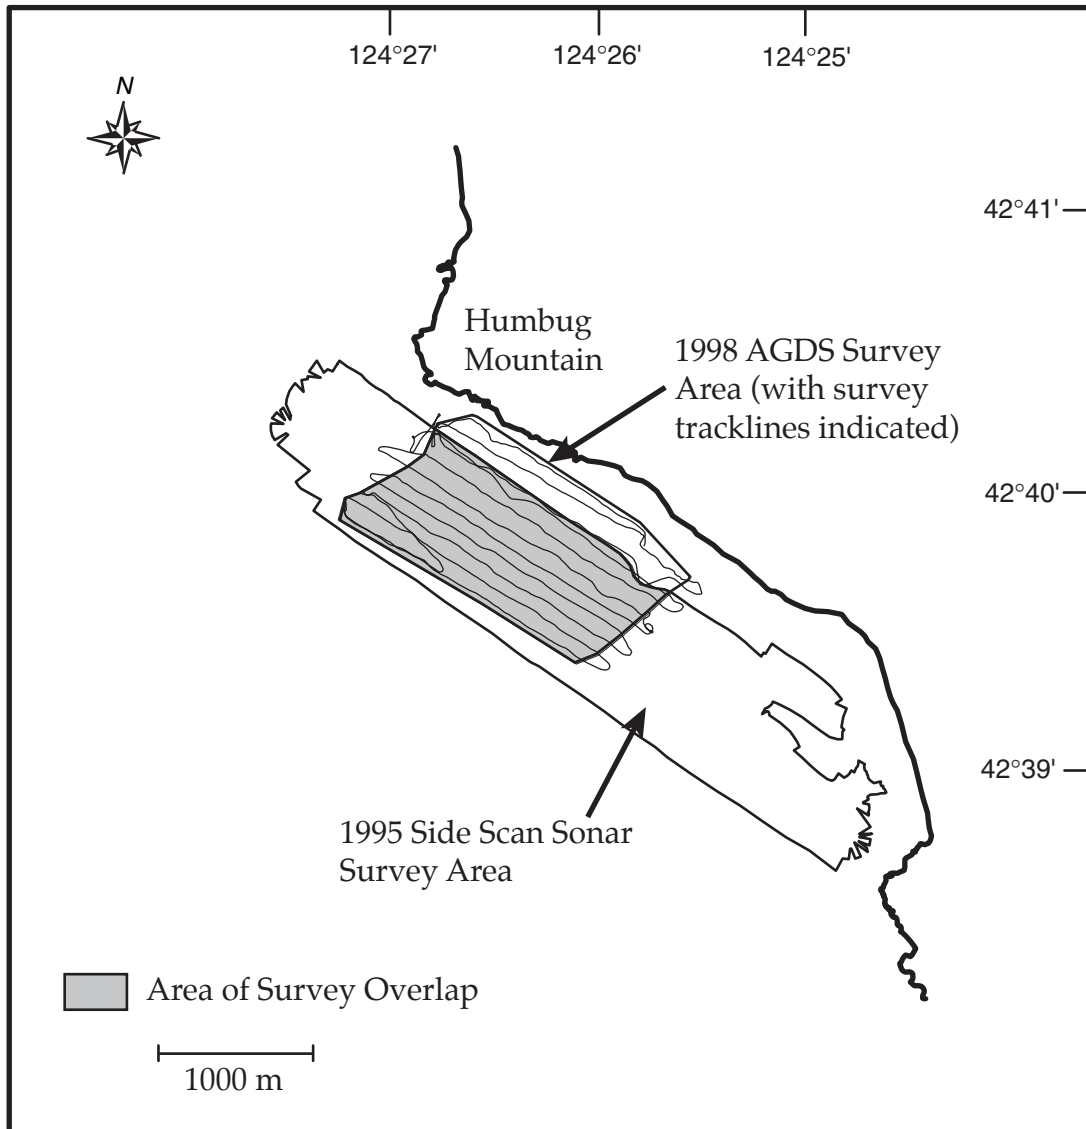 124°27'
124°26'
124°25'
N
42°41'
Humbug
Mountain
1998 AGDS Survey
Area (with survey
tracklines indicated)
42°40'
42°39'
1995 Side Scan Sonar
Survey Area
Area of Survey Overlap
1000 m